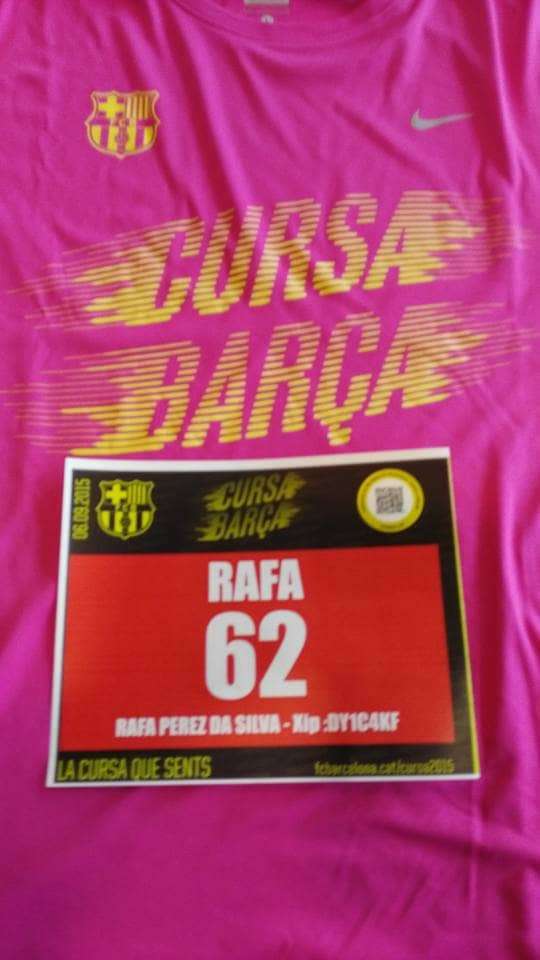 CURSA
BARÇA
06.09.2015
CURSA
BARÇA
RAFA
62
RAFA PEREZ DA SILVA - Xip :DY1C4KF
LA CURSA QUE SENTS
fcbarcelona.cat/cursa2015